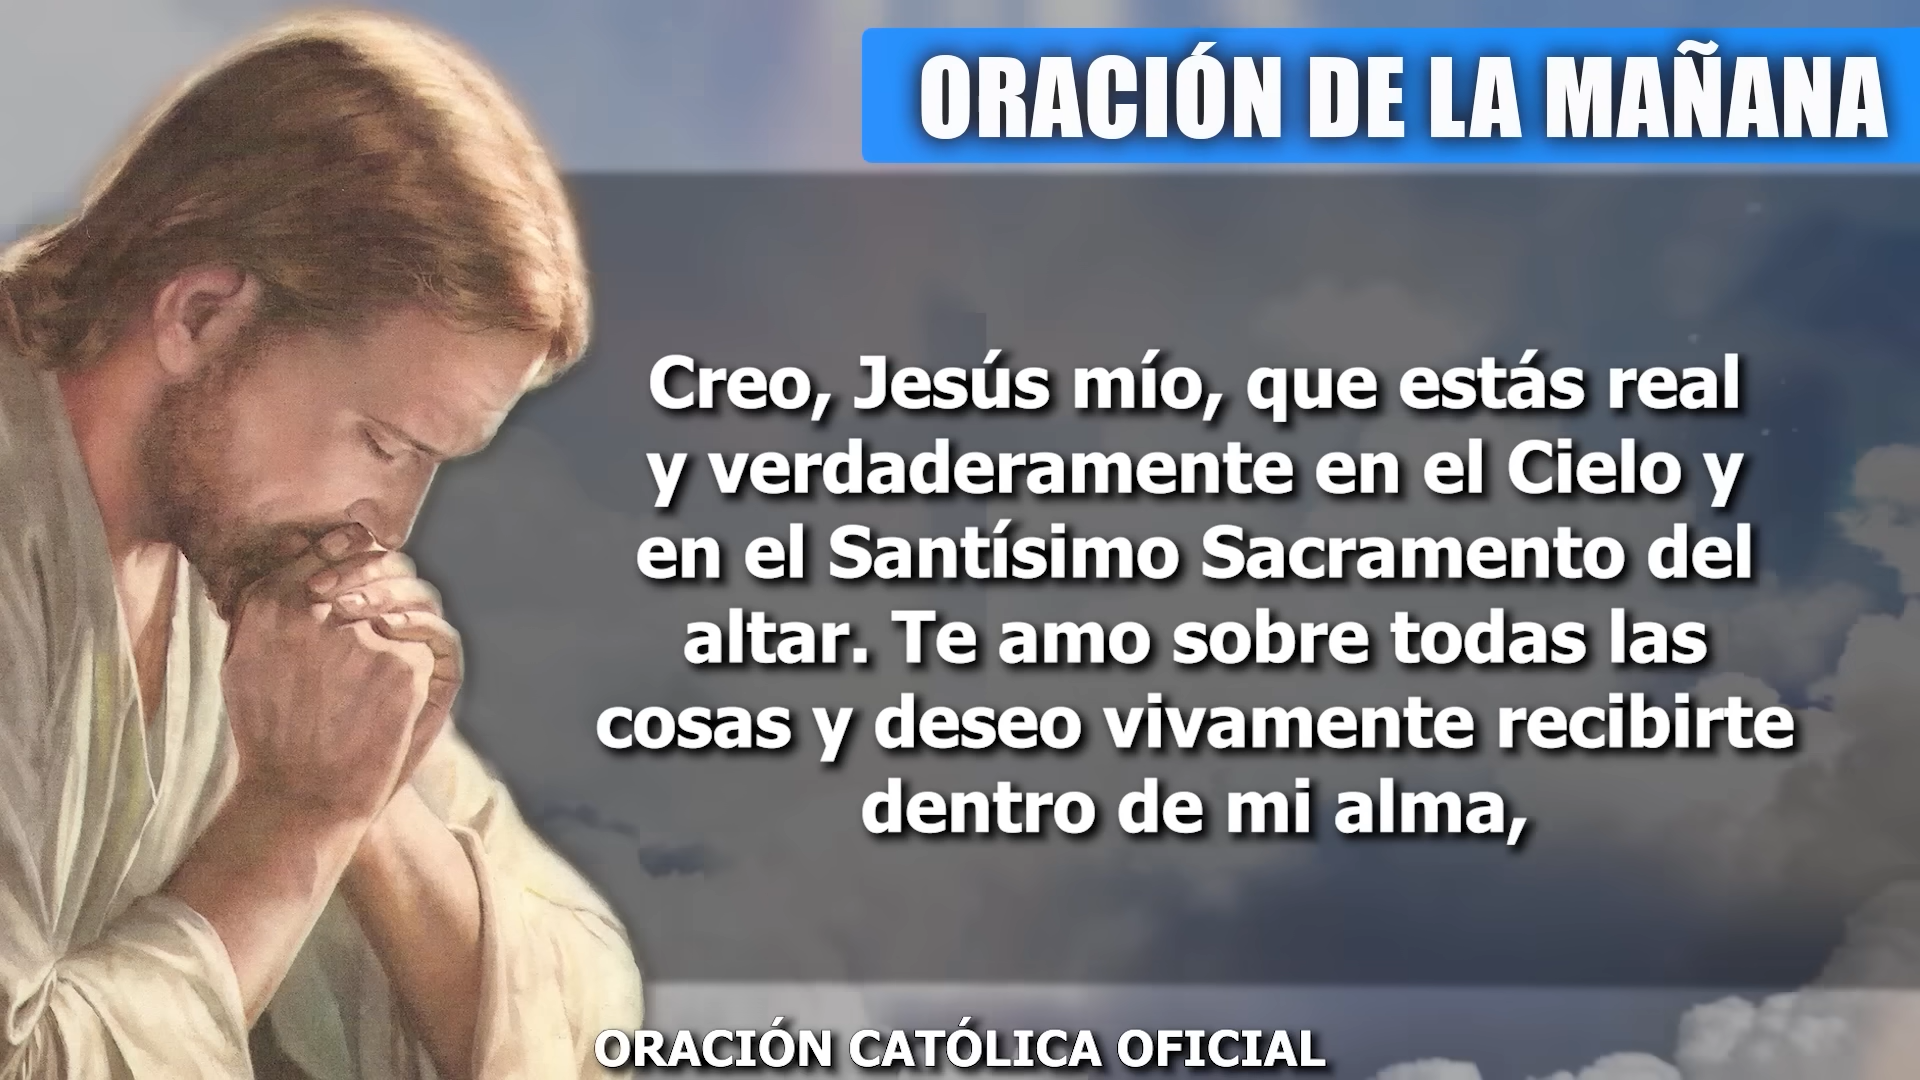 ORACIÓN DE LA MAÑANA
Creo, Jesús mío, que estás real
y verdaderamente en el Cielo y
en el Santísimo Sacramento del
altar. Te amo sobre todas las
cosas y deseo vivamente recibirte
dentro de mi alma,
ORACIÓN CATÓLICA OFICIAL